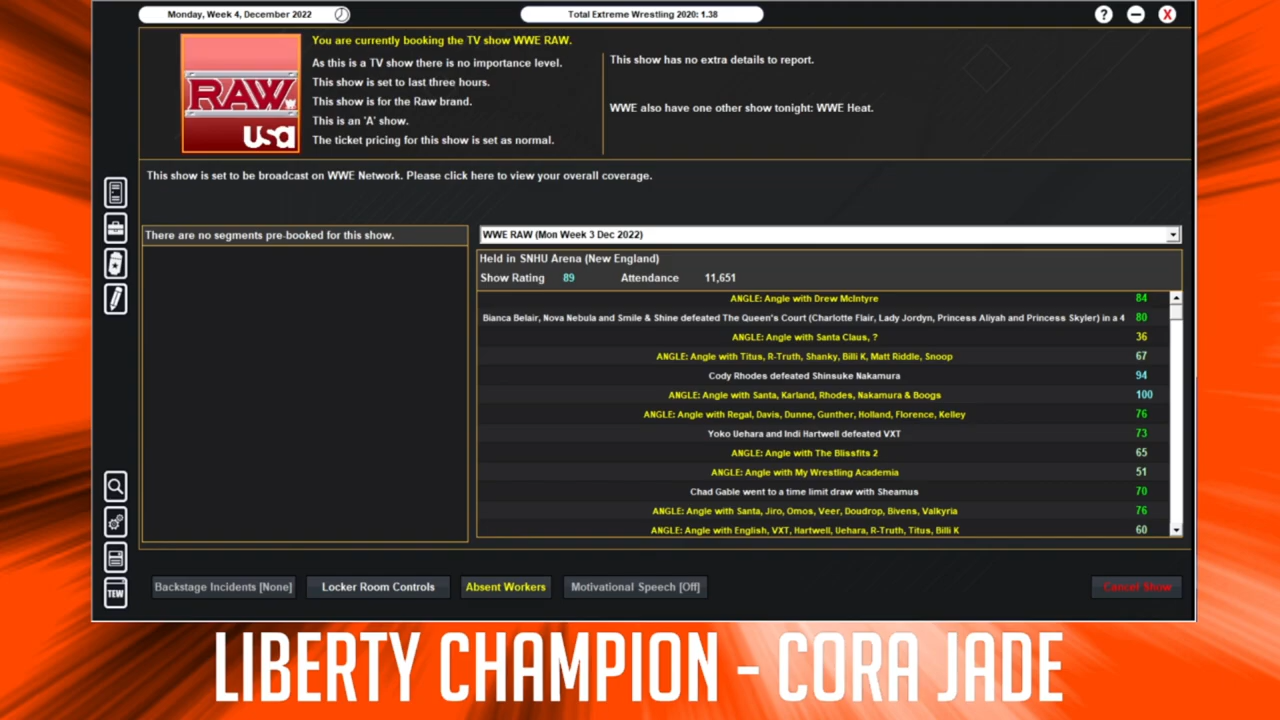 Monday, Week 4, December 2022
Total Extreme Wrestling 2020: 1.38
?
X
RAW
W
USA
You are currently booking the TV show WWE RAW.
As this is a TV show there is no importance level.
This show is set to last three hours.
This show is for the Raw brand.
This is an 'A' show.
The ticket pricing for this show is set as normal.
This show has no extra details to report.
WWE also have one other show tonight: WWE Heat.
This show is set to be broadcast on WWE Network. Please click here to view your overall coverage.
There are no segments pre-booked for this show.
WWE RAW (Mon Week 3 Dec 2022)
Held in SNHU Arena (New England)
Show Rating 89 Attendance 11,651
ANGLE: Angle with Drew McIntyre 84
Bianca Belair, Nova Nebula and Smile & Shine defeated The Queen's Court (Charlotte Flair, Lady Jordyn, Princess Aliyah and Princess Skyler) in a 4 80
ANGLE: Angle with Santa Claus, ? 36
ANGLE: Angle with Titus, R-Truth, Shanky, Billi K, Matt Riddle, Snoop 67
Cody Rhodes defeated Shinsuke Nakamura 94
ANGLE: Angle with Santa, Karland, Rhodes, Nakamura & Boogs 100
ANGLE: Angle with Regal, Davis, Dunne, Gunther, Holland, Florence, Kelley 76
Yoko Uehara and Indi Hartwell defeated VXT 73
ANGLE: Angle with The Blissfits 2 65
ANGLE: Angle with My Wrestling Academia 51
Chad Gable went to a time limit draw with Sheamus 70
ANGLE: Angle with Santa, Jiro, Omos, Veer, Doudrop, Bivens, Valkyria 76
ANGLE: Angle with English, VXT, Hartwell, Uehara, R-Truth, Titus, Billi K 60
TEW
Backstage Incidents [None]
Locker Room Controls
Absent Workers
Motivational Speech [Off]
Cancel Show
LIBERTY CHAMPION - CORA JADE